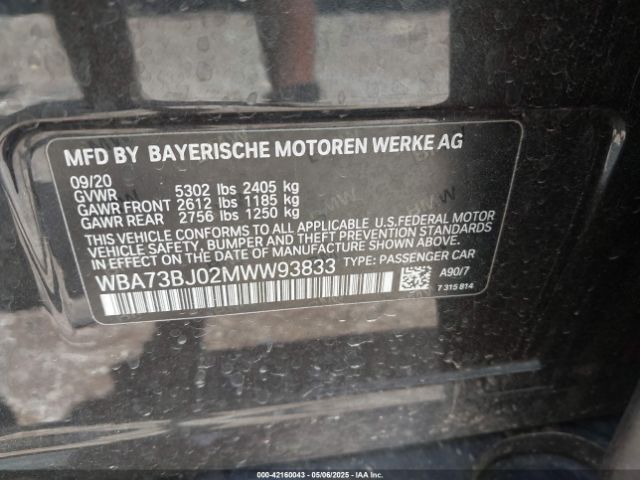 MFD BY BAYERISCHE MOTOREN WERKE AG
09/20
GVWR 5302 lbs 2405 kg
GAWR FRONT 2612 lbs 1185 kg
GAWR REAR 2756 lbs 1250 kg
THIS VEHICLE CONFORMS TO ALL APPLICABLE U.S.FEDERAL MOTOR
VEHICLE SAFETY, BUMPER AND THEFT PREVENTION STANDARDS
IN EFFECT ON THE DATE OF MANUFACTURE SHOWN ABOVE.
WBA73BJ02MWW93833 TYPE: PASSENGER CAR
A90/7
7 315 814
000-42160043 - 05/06/2025 - IAAI.com